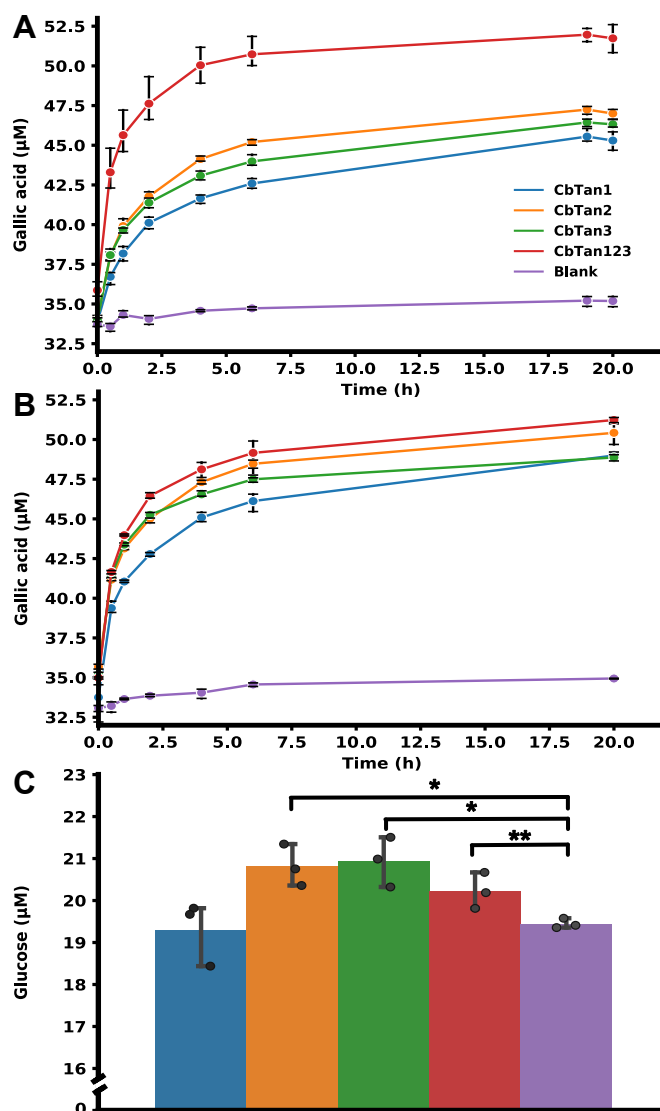 A
52.5
50.0
47.5
45.0
42.5
40.0
37.5
35.0
32.5
Gallic acid (µM)
CbTan1
CbTan2
CbTan3
CbTan123
Blank
0.0 2.5 5.0 7.5 10.0 12.5 15.0 17.5 20.0
Time (h)
B
52.5
50.0
47.5
45.0
42.5
40.0
37.5
35.0
32.5
Gallic acid (µM)
0.0 2.5 5.0 7.5 10.0 12.5 15.0 17.5 20.0
Time (h)
C
23
22
21
20
19
18
17
16
0
Glucose (µM)
*
*
**